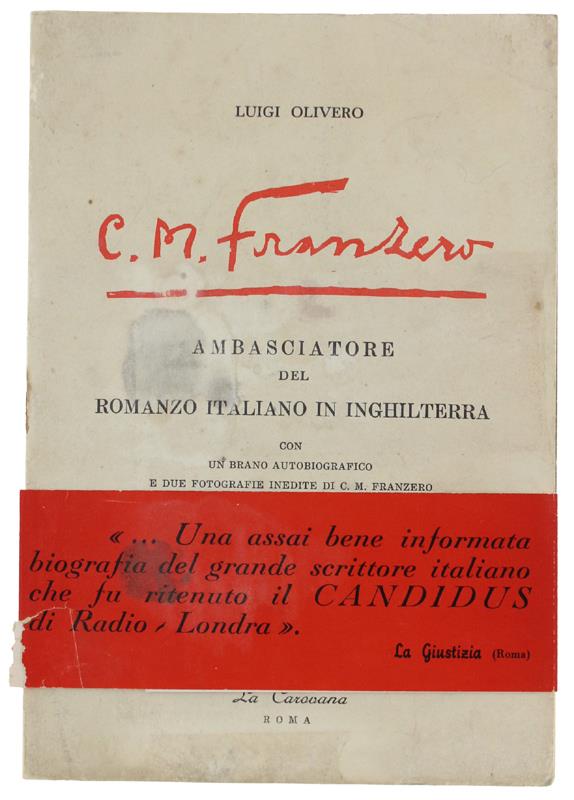 LUIGI OLIVERO
C. M. Franzero
AMBASCIATORE
DEL
ROMANZO ITALIANO IN INGHILTERRA
CON
UN BRANO AUTOBIOGRAFICO
E DUE FOTOGRAFIE INEDITE DI C. M. FRANZERO
« ... Una assai bene informata
biografia del grande scrittore italiano
che fu ritenuto il CANDIDUS
di Radio - Londra ».
La Giustizia (Roma)
La Carovana
ROMA